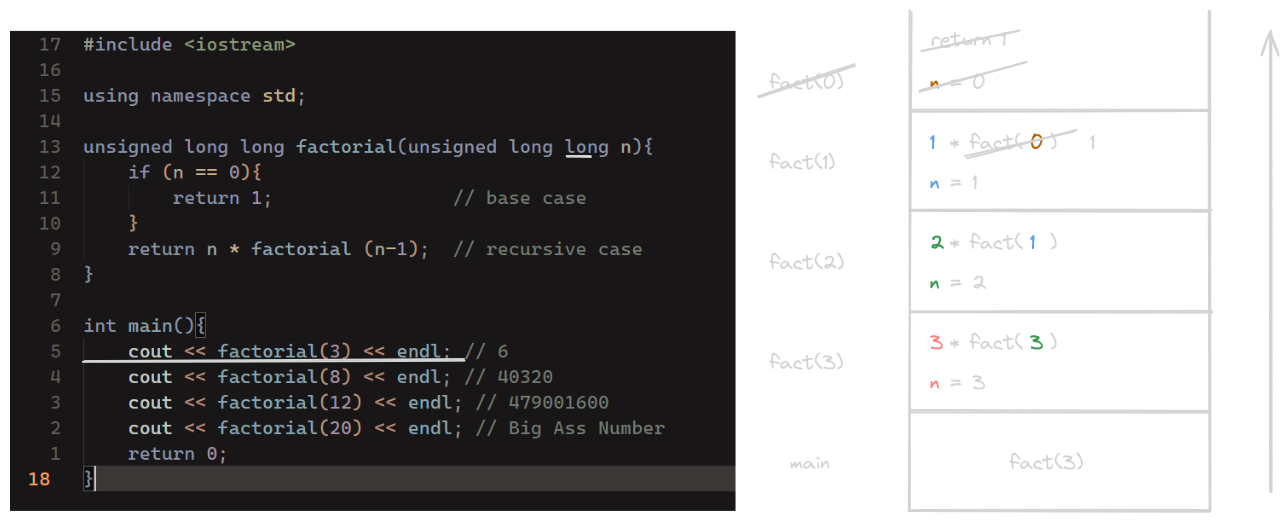 17 #include <iostream>
16
15 using namespace std;
14
13 unsigned long long factorial(unsigned long long n){
12 if (n == 0){
11 return 1; // base case
10 }
9 return n * factorial (n-1); // recursive case
8 }
7
6 int main(){
5 cout << factorial(3) << endl; // 6
4 cout << factorial(8) << endl; // 40320
3 cout << factorial(12) << endl; // 479001600
2 cout << factorial(20) << endl; // Big Ass Number
1 return 0;
18 }
return 1
fact(0)
n = 0
1 * fact( 0 ) 1
fact(1)
n = 1
2 * fact( 1 )
fact(2)
n = 2
3 * fact( 3 )
fact(3)
n = 3
main
fact(3)